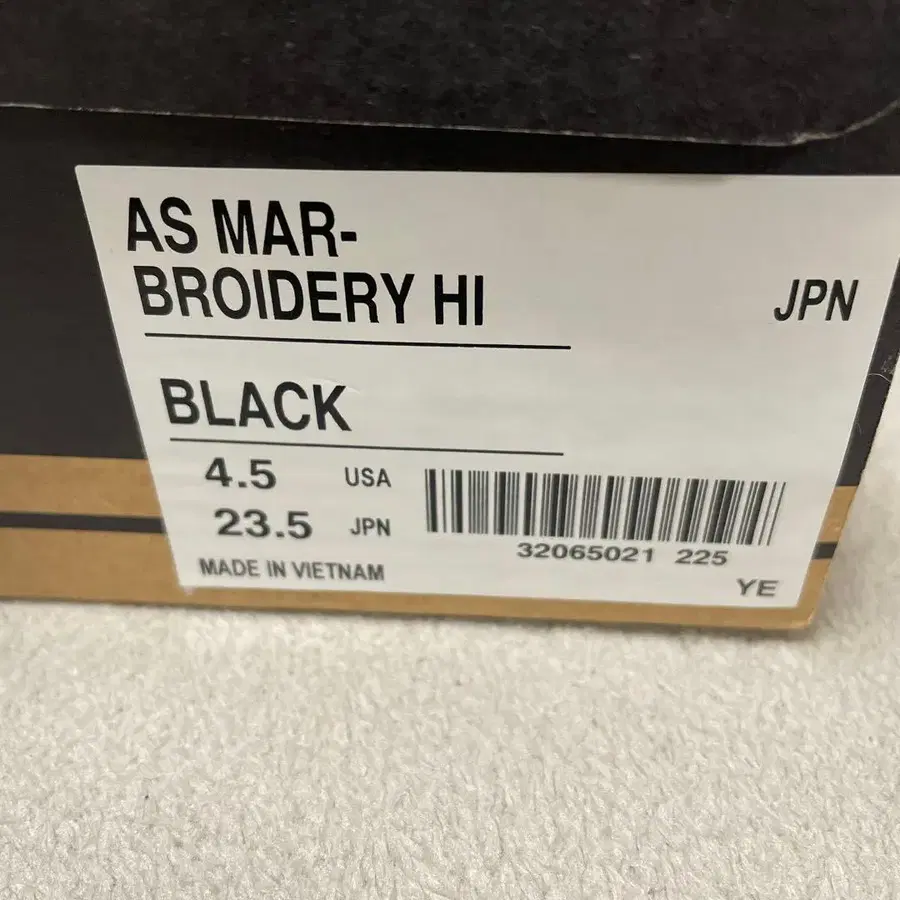 AS MAR-
BROIDERY HI
JPN
BLACK
4.5 USA
23.5 JPN
32065021 225
MADE IN VIETNAM
YE